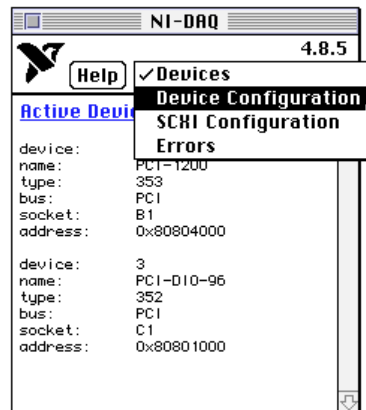 NI-DAQ
4.8.5
Help
✓Devices
Device Configuration
SCXI Configuration
Errors
Active
device:
name: PCI-1200
type: 353
bus: PCI
socket: B1
address: 0x80804000
device: 3
name: PCI-DIO-96
type: 352
bus: PCI
socket: C1
address: 0x80801000